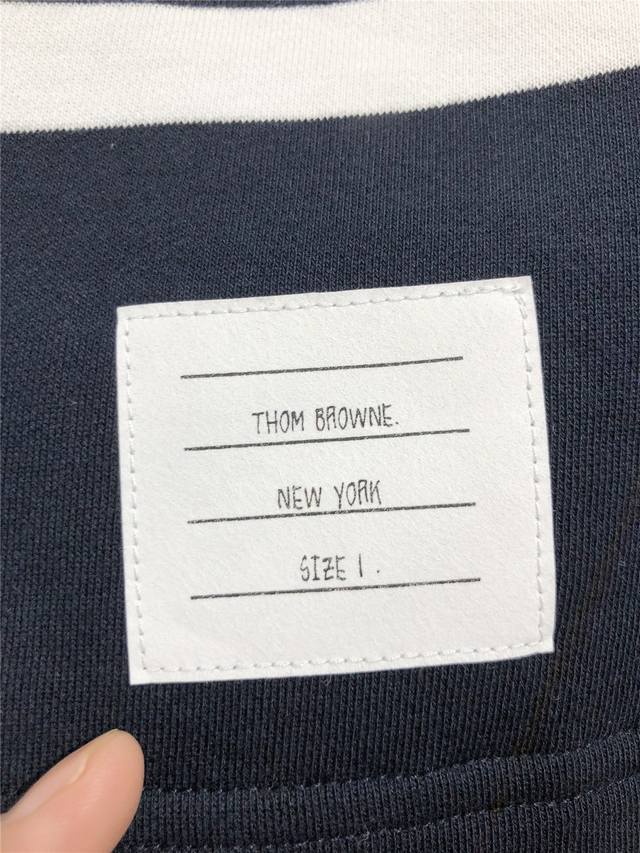 THOM BROWNE.
NEW YORK
SIZE 1.